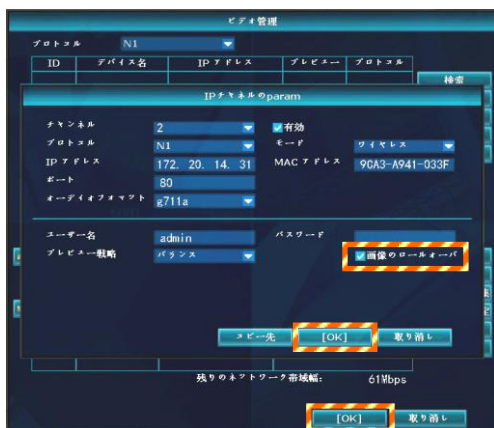 ビデオ管理
プロトコル N1
ID デバイス名 IPアドレス プレビュー プロトコル
検索
IPチャネルのparam
チャンネル 2 有効
プロトコル N1 モード ワイヤレス
IPアドレス 172. 20. 14. 31 MACアドレス 9GA3-A941-033F
ポート 80
オーディオフォマット g711a
ユーザー名 admin パスワード
プレビュー戦略 バランス 画像のロールオーバ
コピー先 [OK] 取り消し
残りのネットワーク帯域幅: 61Mbps
[OK] 取り消し